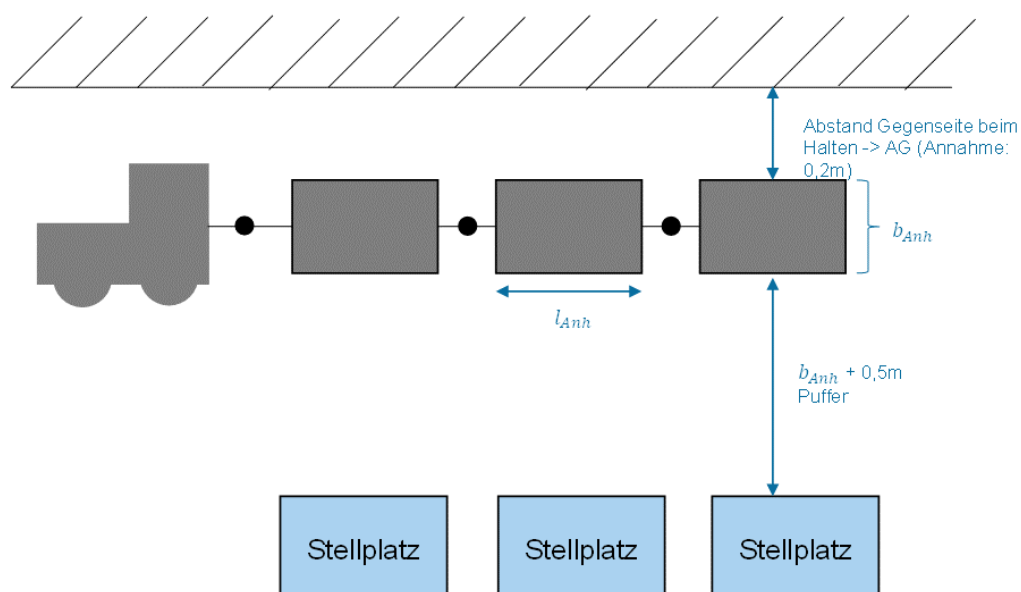 Abstand Gegenseite beim
Halten -> AG (Annahme:
0,2m)
b_Anh
l_Anh
b_Anh + 0,5m
Puffer
Stellplatz
Stellplatz
Stellplatz